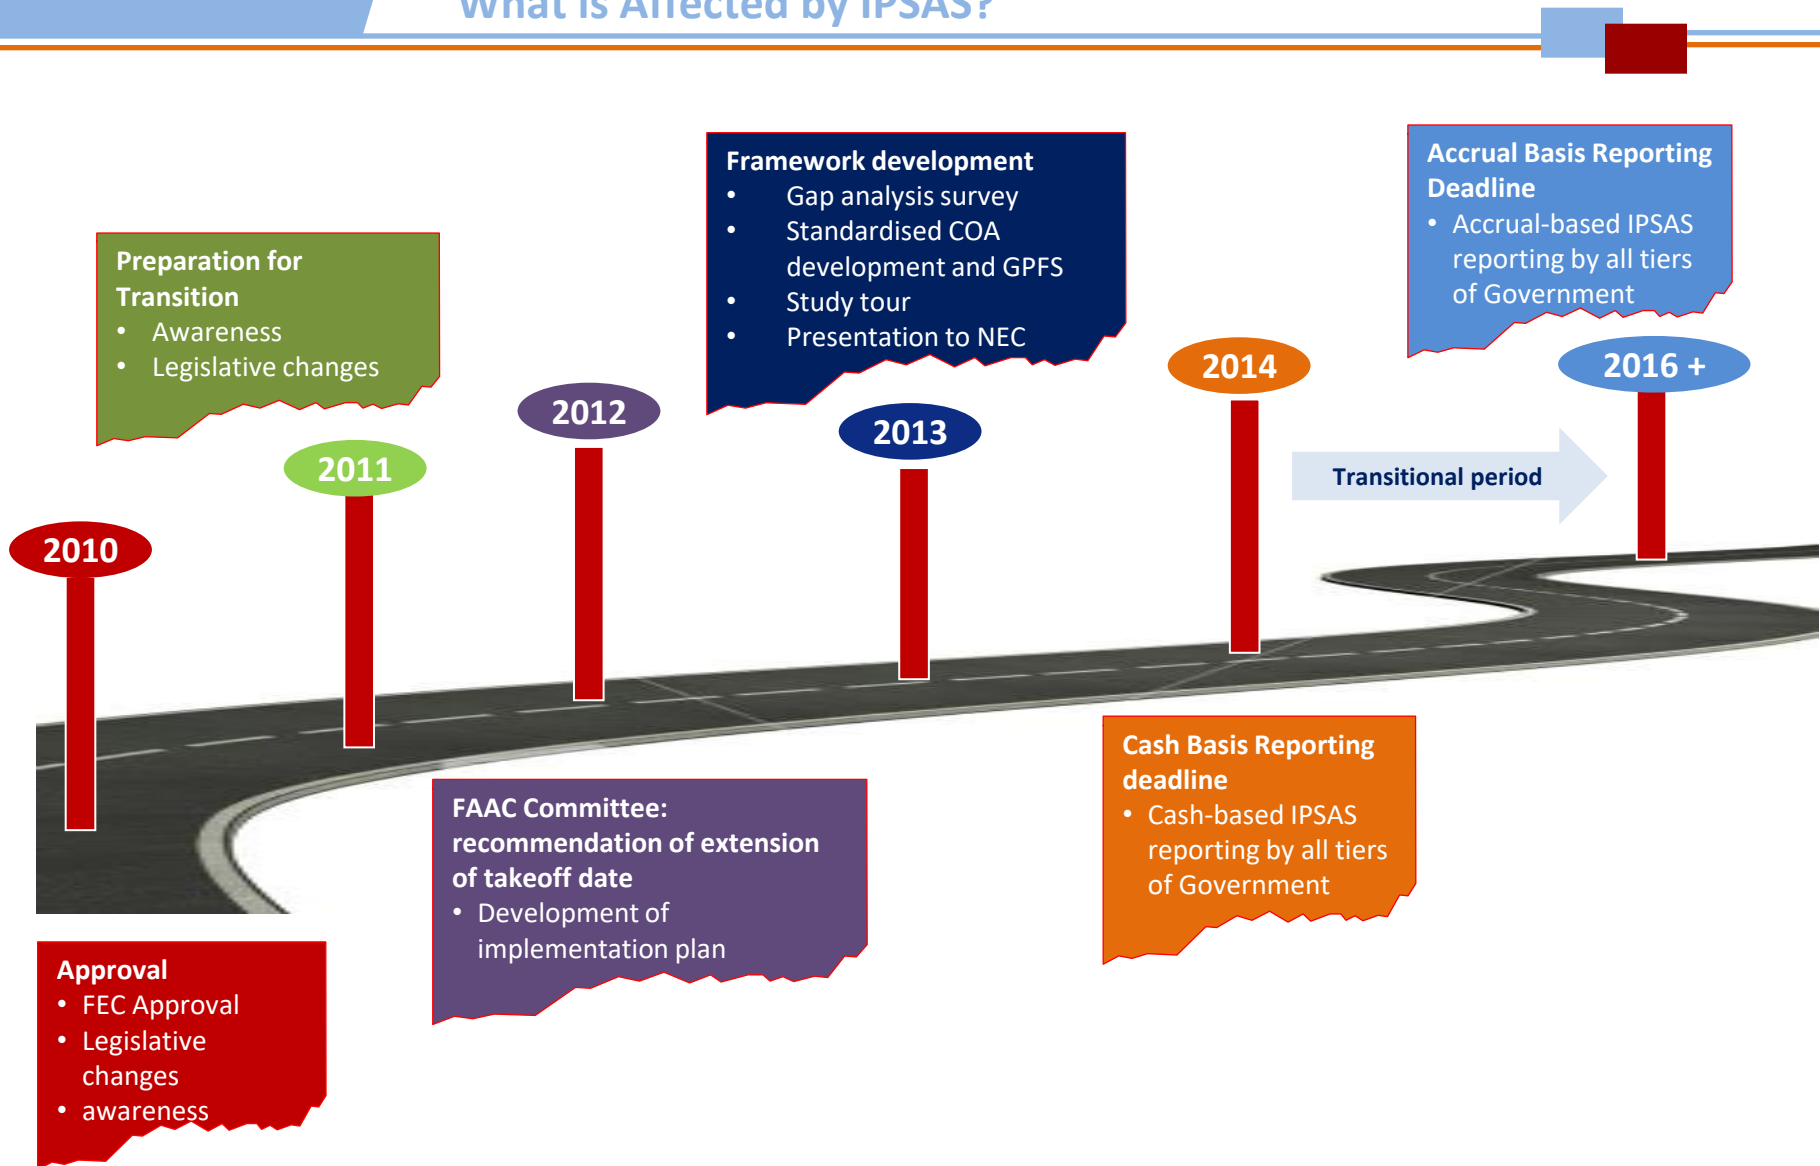 What is Affected by IPSAS?
Framework development
• Gap analysis survey
• Standardised COA
development and GPFS
• Study tour
• Presentation to NEC
Accrual Basis Reporting
Deadline
• Accrual-based IPSAS
reporting by all tiers
of Government
Preparation for
Transition
• Awareness
• Legislative changes
2010
2011
2012
2013
2014
2016 +
Transitional period
Cash Basis Reporting
deadline
• Cash-based IPSAS
reporting by all tiers
of Government
FAAC Committee:
recommendation of extension
of takeoff date
• Development of
implementation plan
Approval
• FEC Approval
• Legislative
changes
• awareness